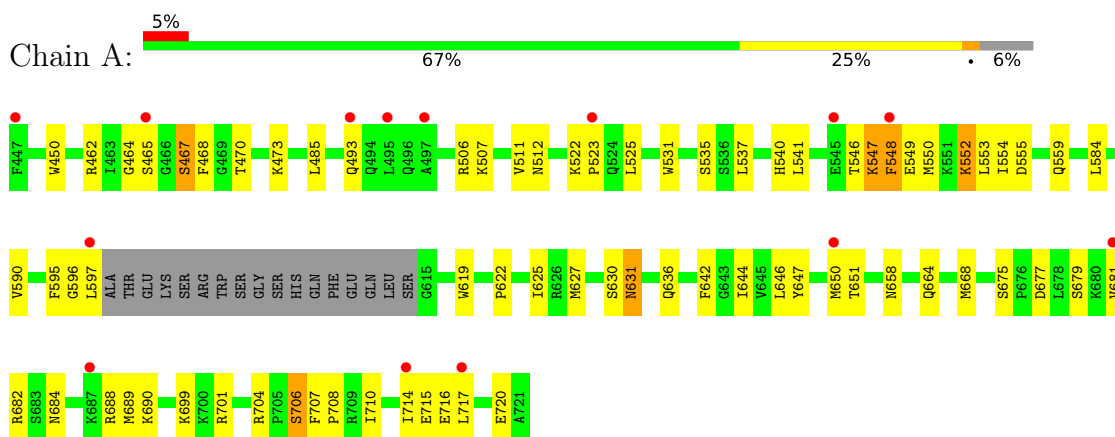 5%
Chain A:
67% 25% • 6%
F447 W450 R462 I463 G464 S465 G466 S467 F468 G469 T470 K473 L485 Q493 Q494 L495 Q496 A497 R506 K507 V511 N512 K522 P523 Q524 L525 W531 S535 S536 L537 H540 L541 E545 T546 K547 F548 E549 M550 K551 K552 L553 I554 D555 Q559 L584
V590 F595 G596 L597 ALA THR GLU LYS SER ARG TRP SER GLY SER HIS GLN PHE GLU GLN LEU SER G615 W619 P622 I625 R626 M627 S630 N631 Q636 F642 G643 I644 V645 L646 Y647 M650 T651 N658 Q664 M668 S675 P676 D677 L678 S679 K680 V681
R682 S683 N684 K687 R688 M689 K690 K699 K700 R701 R704 P705 S706 F707 P708 R709 I710 I714 E715 E716 L717 E720 A721